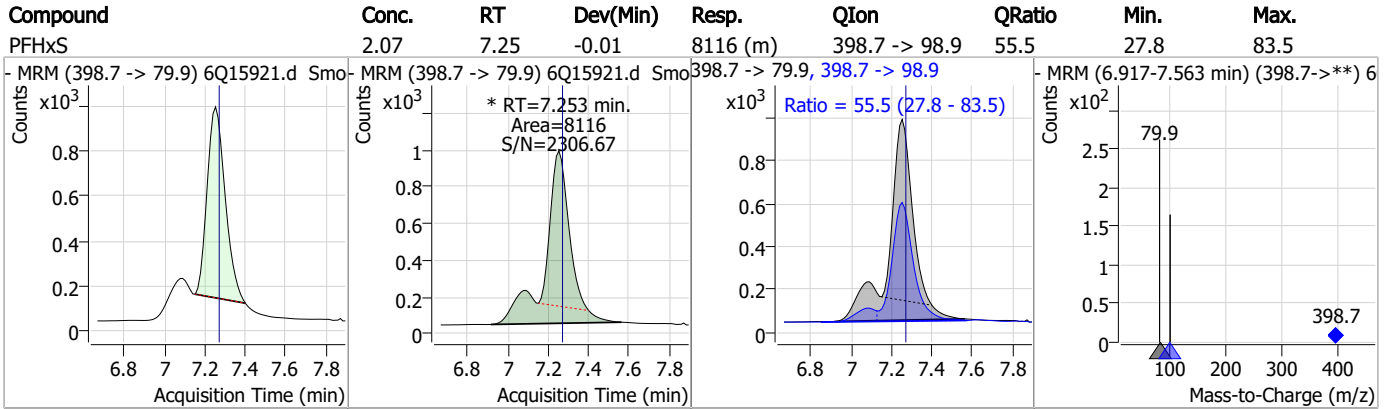 Compound Conc. RT Dev(Min) Resp. QIon QRatio Min. Max.
PFHxS 2.07 7.25 -0.01 8116 (m) 398.7 -> 98.9 55.5 27.8 83.5
- MRM (398.7 -> 79.9) 6Q15921.d Smo
Counts
x10³
0.8
0.6
0.4
0.2
0
6.8 7 7.2 7.4 7.6 7.8
Acquisition Time (min)
- MRM (398.7 -> 79.9) 6Q15921.d Smo
Counts
x10³
* RT=7.253 min.
Area=8116
S/N=2306.67
1
0.8
0.6
0.4
0.2
0
6.8 7 7.2 7.4 7.6 7.8
Acquisition Time (min)
398.7 -> 79.9, 398.7 -> 98.9
Counts
x10³
Ratio = 55.5 (27.8 - 83.5)
0.8
0.6
0.4
0.2
0
6.8 7 7.2 7.4 7.6 7.8
Acquisition Time (min)
- MRM (6.917-7.563 min) (398.7->**) 6
Counts
x10²
79.9
2.5
2
1.5
1
0.5
0
398.7
100 200 300 400
Mass-to-Charge (m/z)